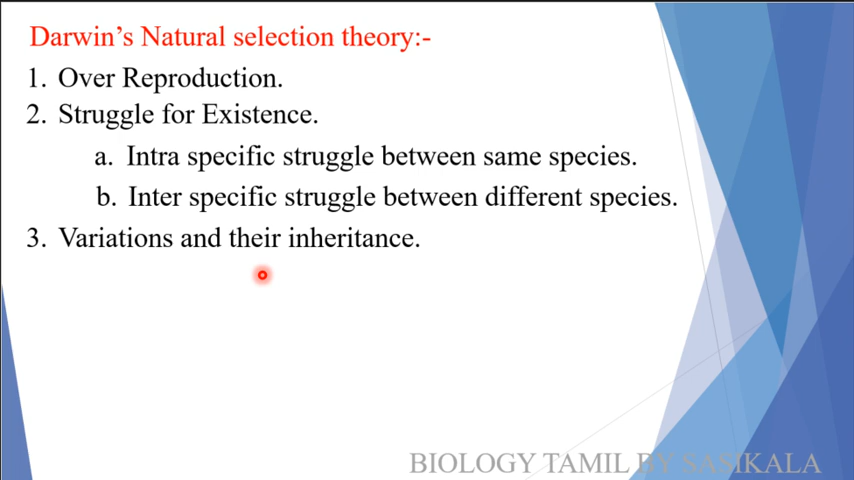 Darwin's Natural selection theory:-
1. Over Reproduction.
2. Struggle for Existence.
a. Intra specific struggle between same species.
b. Inter specific struggle between different species.
3. Variations and their inheritance.
BIOLOGY TAMIL BY SASIKALA